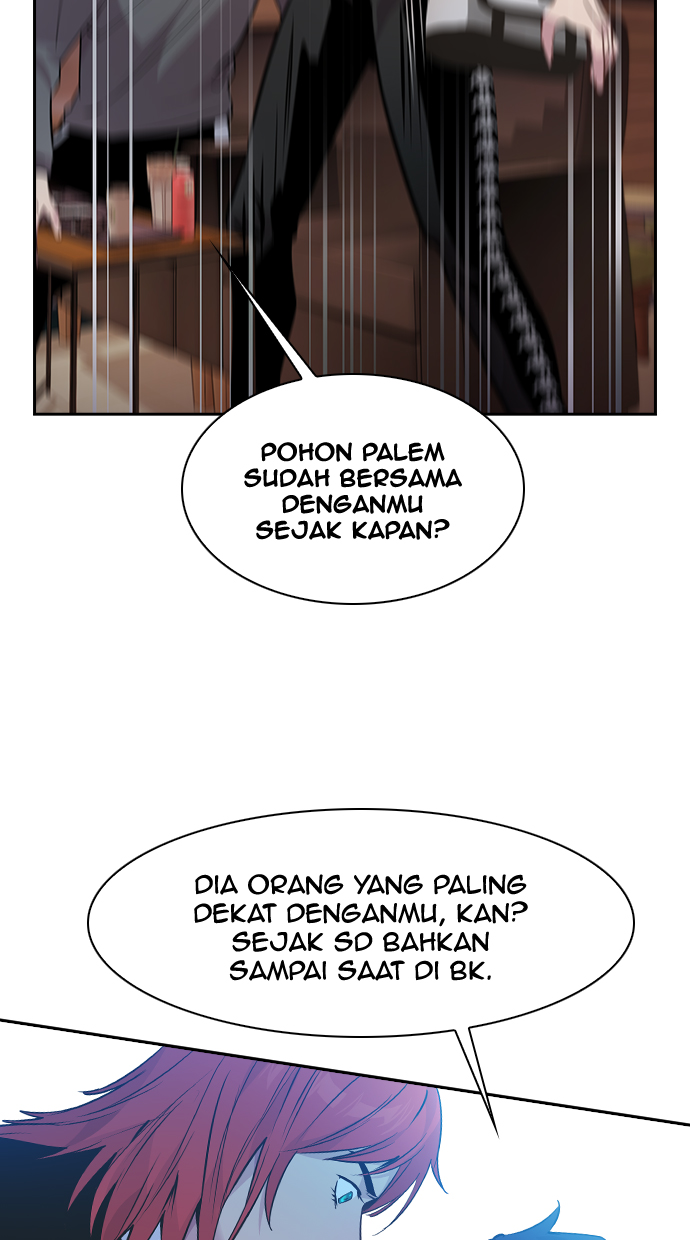 POHON PALEM
SUDAH BERSAMA
DENGANMU
SEJAK KAPAN?
DIA ORANG YANG PALING
DEKAT DENGANMU, KAN?
SEJAK SD BAHKAN
SAMPAI SAAT DI BK.